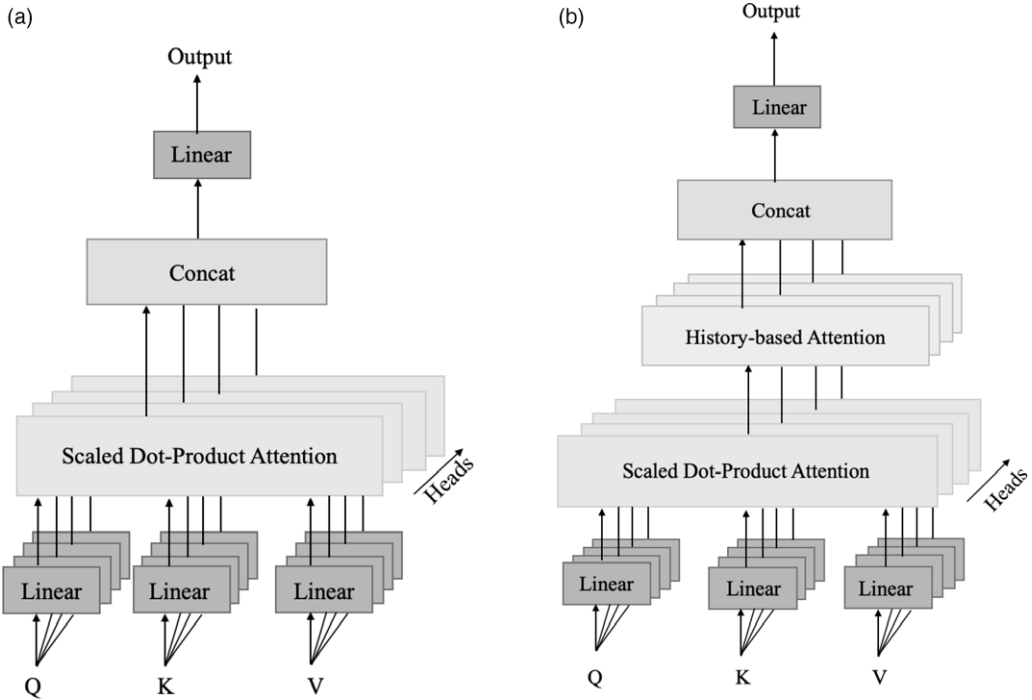 (a)
Output
Linear
Concat
Scaled Dot-Product Attention
Heads
Linear
Linear
Linear
Q
K
V
(b)
Output
Linear
Concat
History-based Attention
Scaled Dot-Product Attention
Heads
Linear
Linear
Linear
Q
K
V